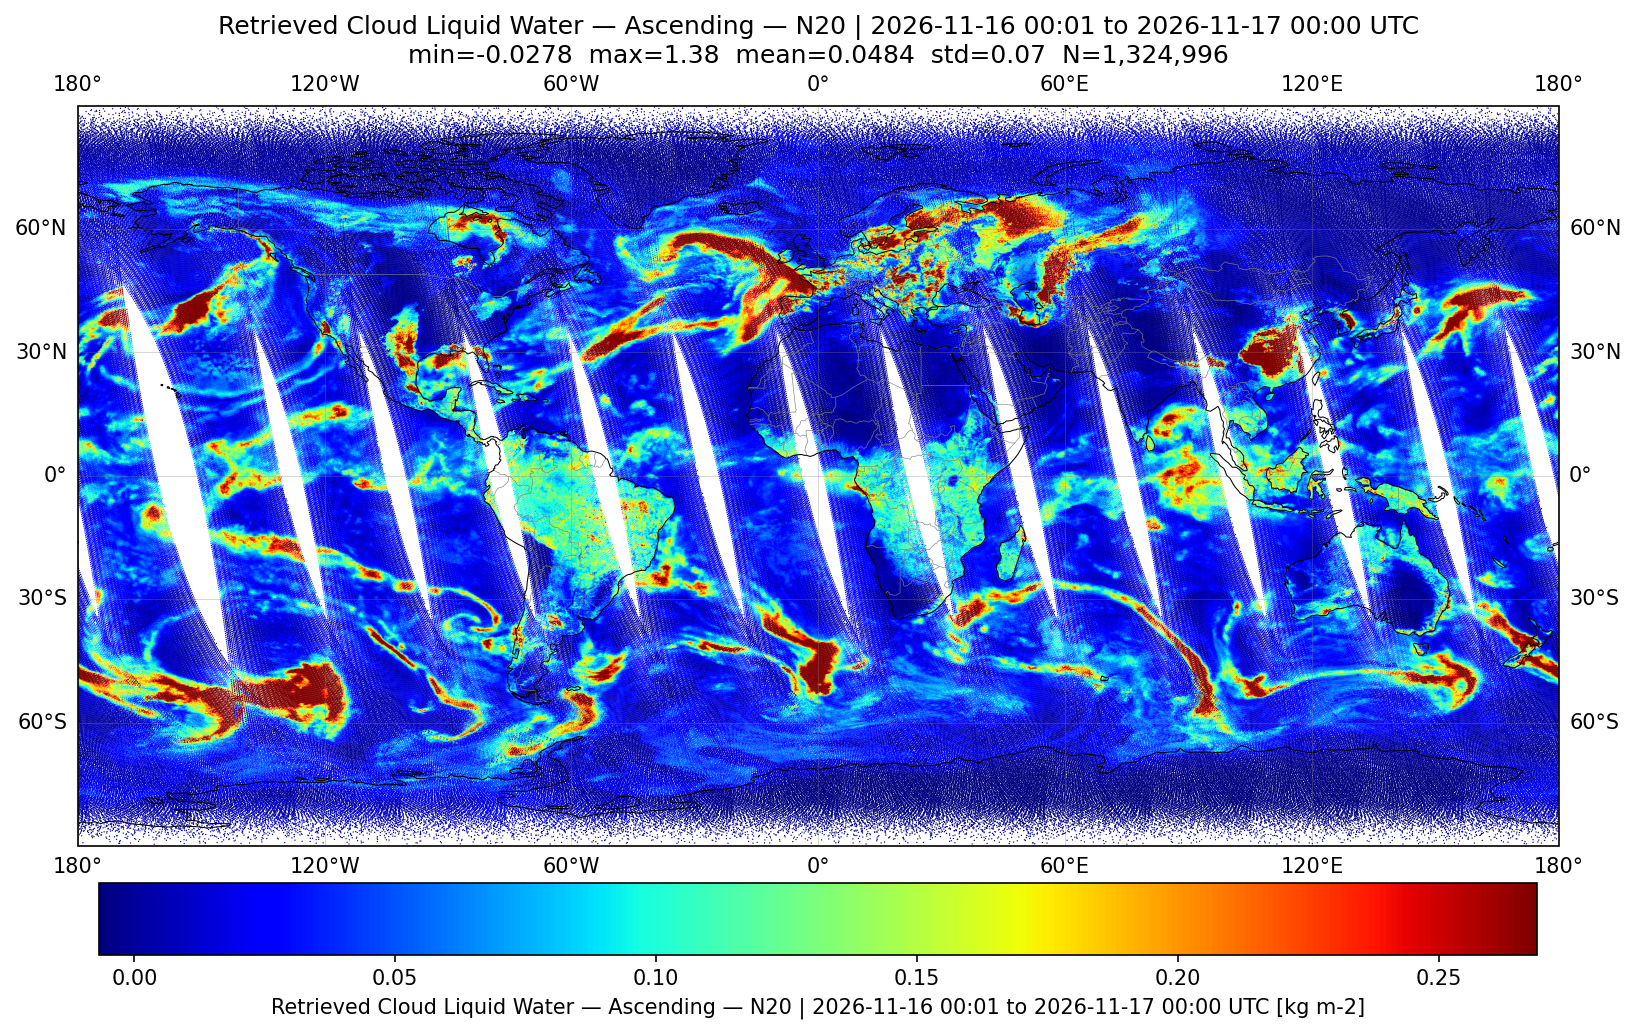 Retrieved Cloud Liquid Water — Ascending — N20 | 2026-11-16 00:01 to 2026-11-17 00:00 UTC
min=-0.0278  max=1.38  mean=0.0484  std=0.07  N=1,324,996
180° 120°W 60°W 0° 60°E 120°E 180°
60°N 60°N
30°N 30°N
0° 0°
30°S 30°S
60°S 60°S
180° 120°W 60°W 0° 60°E 120°E 180°
0.00 0.05 0.10 0.15 0.20 0.25
Retrieved Cloud Liquid Water — Ascending — N20 | 2026-11-16 00:01 to 2026-11-17 00:00 UTC [kg m-2]